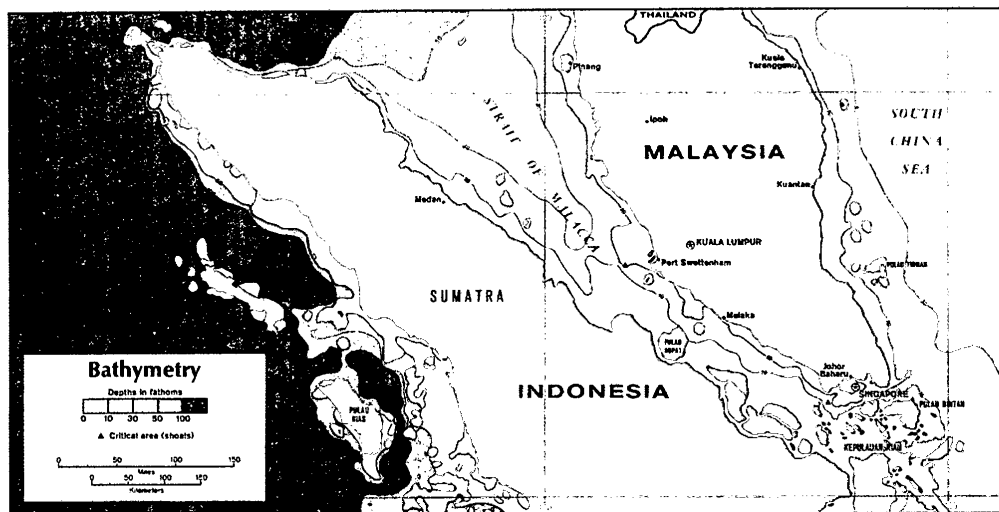 THAILAND
Pinang
Kuala
Terengganu
Ipoh
SOUTH
CHINA
SEA
STRAIT OF MALACCA
MALAYSIA
Medan
Kuantan
KUALA LUMPUR
Port Swettenham
SUMATRA
Melaka
INDONESIA
Johor
Baharu
SINGAPORE
PULAU BINTAN
PULAU
NIAS
Bathymetry
Depths in fathoms
0 10 30 50 100
Critical area (shoals)
0 50 100 150
Miles
0 50 100 150
Kilometers